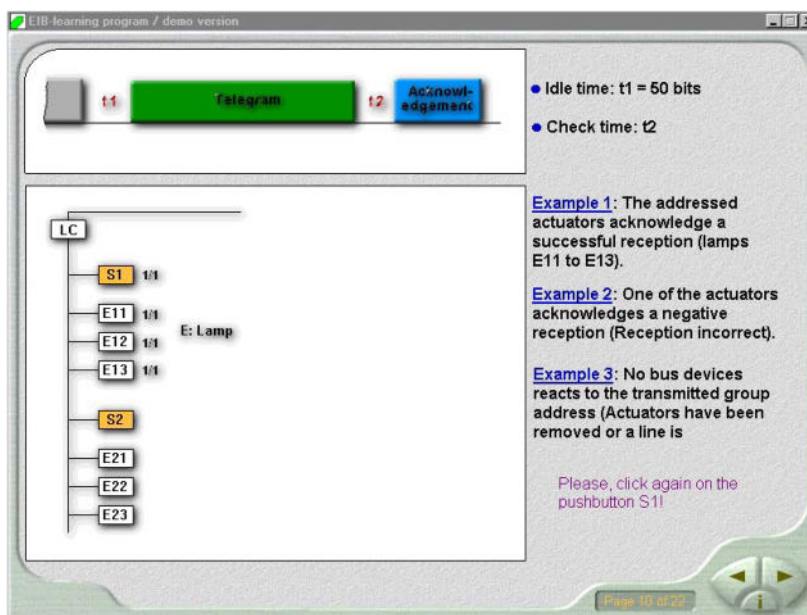 EIB-learning program / demo version
t1
Telegram
t2
Acknowl-
edgement
Idle time: t1 = 50 bits
Check time: t2
LC
S1 1/1
E11 1/1
E12 1/1
E: Lamp
E13 1/1
S2
E21
E22
E23
Example 1: The addressed
actuators acknowledge a
successful reception (lamps
E11 to E13).
Example 2: One of the actuators
acknowledges a negative
reception (Reception incorrect).
Example 3: No bus devices
reacts to the transmitted group
address (Actuators have been
removed or a line is
Please, click again on the
pushbutton S1!
Page 10 of 22
i